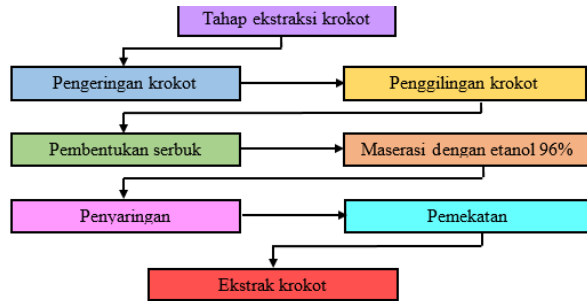 Tahap ekstraksi krokot
Pengeringan krokot
Penggilingan krokot
Pembentukan serbuk
Maserasi dengan etanol 96%
Penyaringan
Pemekatan
Ekstrak krokot